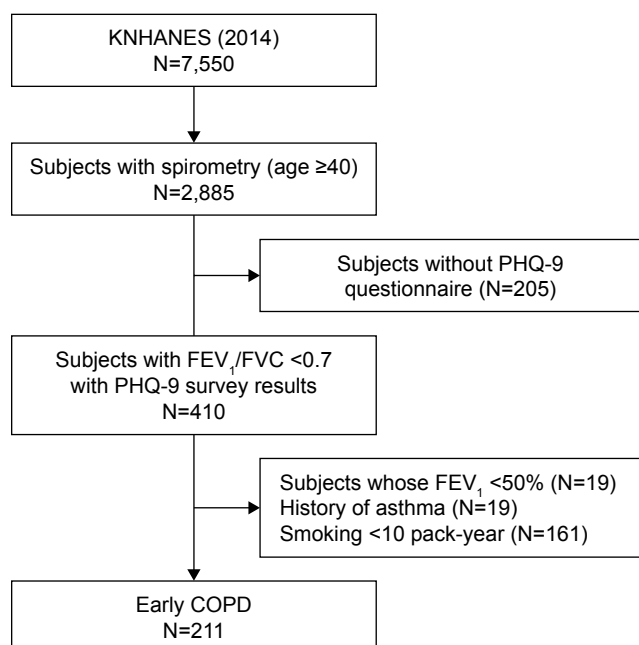 KNHANES (2014)
N=7,550
Subjects with spirometry (age ≥40)
N=2,885
Subjects without PHQ-9
questionnaire (N=205)
Subjects with FEV₁/FVC <0.7
with PHQ-9 survey results
N=410
Subjects whose FEV₁ <50% (N=19)
History of asthma (N=19)
Smoking <10 pack-year (N=161)
Early COPD
N=211